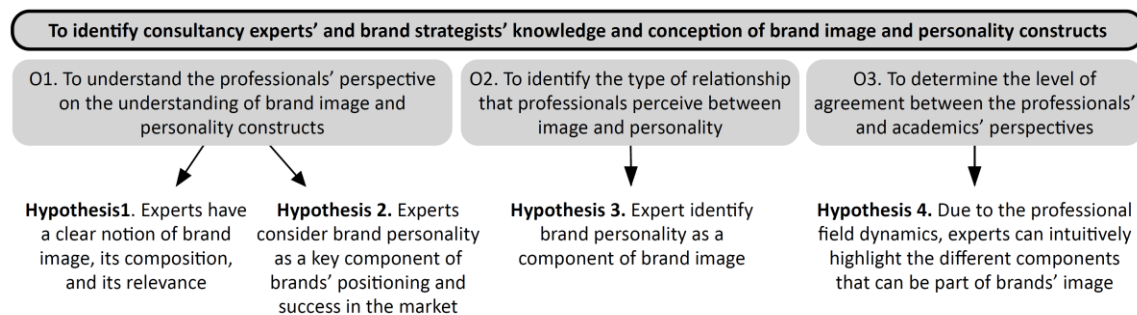 To identify consultancy experts’ and brand strategists’ knowledge and conception of brand image and personality constructs
O1. To understand the professionals’ perspective
on the understanding of brand image and
personality constructs
O2. To identify the type of relationship
that professionals perceive between
image and personality
O3. To determine the level of
agreement between the professionals’
and academics’ perspectives
Hypothesis1. Experts have
a clear notion of brand
image, its composition,
and its relevance
Hypothesis 2. Experts
consider brand personality
as a key component of
brands’ positioning and
success in the market
Hypothesis 3. Expert identify
brand personality as a
component of brand image
Hypothesis 4. Due to the professional
field dynamics, experts can intuitively
highlight the different components
that can be part of brands’ image